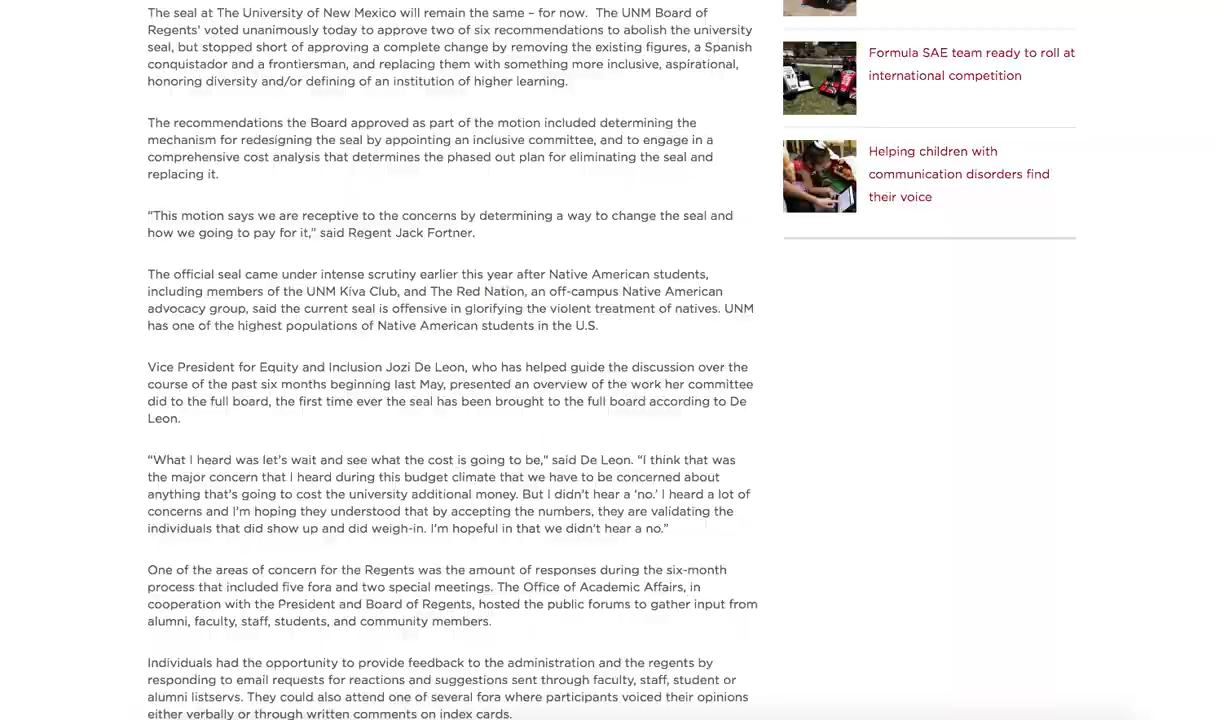 The seal at The University of New Mexico will remain the same – for now.  The UNM Board of
Regents' voted unanimously today to approve two of six recommendations to abolish the university
seal, but stopped short of approving a complete change by removing the existing figures, a Spanish
conquistador and a frontiersman, and replacing them with something more inclusive, aspirational,
honoring diversity and/or defining of an institution of higher learning.
The recommendations the Board approved as part of the motion included determining the
mechanism for redesigning the seal by appointing an inclusive committee, and to engage in a
comprehensive cost analysis that determines the phased out plan for eliminating the seal and
replacing it.
“This motion says we are receptive to the concerns by determining a way to change the seal and
how we going to pay for it,” said Regent Jack Fortner.
The official seal came under intense scrutiny earlier this year after Native American students,
including members of the UNM Kiva Club, and The Red Nation, an off-campus Native American
advocacy group, said the current seal is offensive in glorifying the violent treatment of natives. UNM
has one of the highest populations of Native American students in the U.S.
Vice President for Equity and Inclusion Jozi De Leon, who has helped guide the discussion over the
course of the past six months beginning last May, presented an overview of the work her committee
did to the full board, the first time ever the seal has been brought to the full board according to De
Leon.
“What I heard was let's wait and see what the cost is going to be,” said De Leon. “I think that was
the major concern that I heard during this budget climate that we have to be concerned about
anything that's going to cost the university additional money. But I didn't hear a ‘no.’ I heard a lot of
concerns and I'm hoping they understood that by accepting the numbers, they are validating the
individuals that did show up and did weigh-in. I'm hopeful in that we didn't hear a no.”
One of the areas of concern for the Regents was the amount of responses during the six-month
process that included five fora and two special meetings. The Office of Academic Affairs, in
cooperation with the President and Board of Regents, hosted the public forums to gather input from
alumni, faculty, staff, students, and community members.
Individuals had the opportunity to provide feedback to the administration and the regents by
responding to email requests for reactions and suggestions sent through faculty, staff, student or
alumni listservs. They could also attend one of several fora where participants voiced their opinions
either verbally or through written comments on index cards.
Formula SAE team ready to roll at
international competition
Helping children with
communication disorders find
their voice